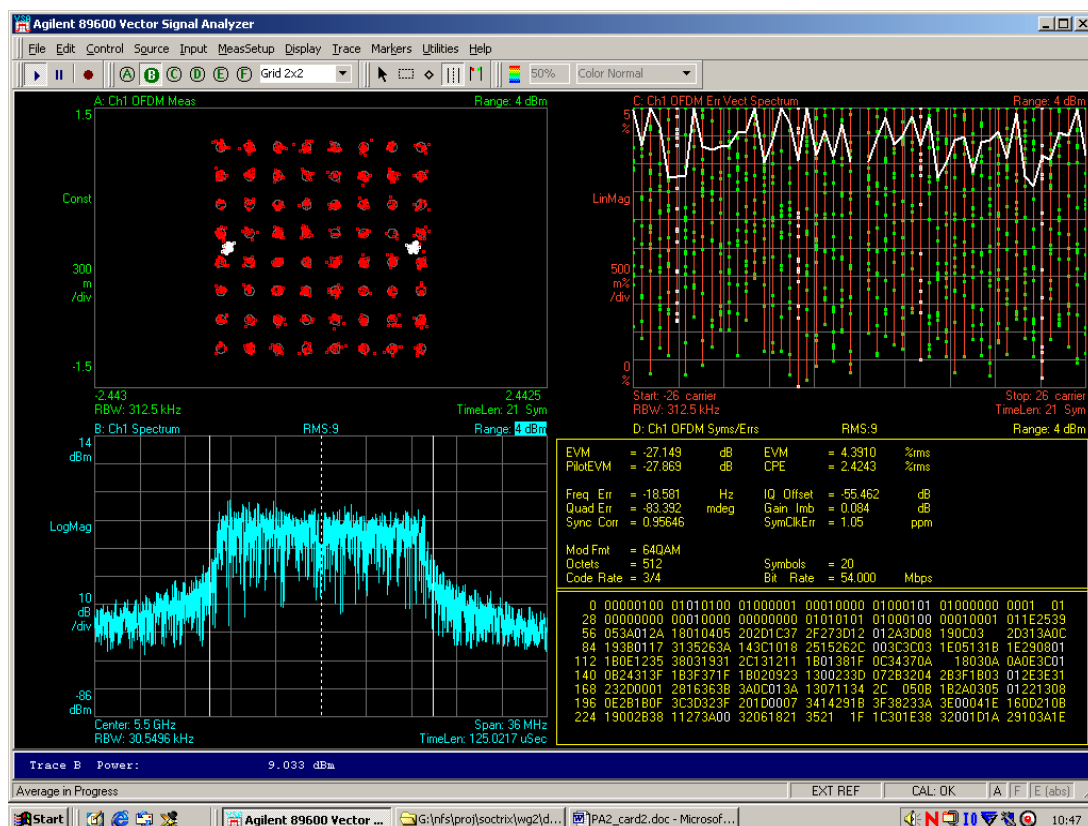 Agilent 89600 Vector Signal Analyzer
File Edit Control Source Input MeasSetup Display Trace Markers Utilities Help
A B C D E F Grid 2x2 50% Color Normal
A: Ch1 OFDM Meas Range: 4 dBm
1.5
Const
300
m
/div
-1.5
-2.443 2.4425
RBW: 312.5 kHz TimeLen: 21 Sym
C: Ch1 OFDM Err Vect Spectrum Range: 4 dBm
5
%
LinMag
500
m%
/div
0
%
Start: -26 carrier Stop: 26 carrier
RBW: 312.5 kHz TimeLen: 21 Sym
B: Ch1 Spectrum RMS:9 Range: 4 dBm
14
dBm
LogMag
10
dB
/div
-86
dBm
Center: 5.5 GHz Span: 36 MHz
RBW: 30.5496 kHz TimeLen: 125.0217 uSec
D: Ch1 OFDM Syms/Errs RMS:9 Range: 4 dBm
EVM = -27.149 dB EVM = 4.3910 %rms
PilotEVM = -27.869 dB CPE = 2.4243 %rms
Freq Err = -18.581 Hz IQ Offset = -55.462 dB
Quad Err = -83.392 mdeg Gain Imb = 0.084 dB
Sync Corr = 0.95646 SymClkErr = 1.05 ppm
Mod Fmt = 64QAM
Octets = 512 Symbols = 20
Code Rate = 3/4 Bit Rate = 54.000 Mbps
0 00000100 01010100 01000001 00010000 01000101 01000000 0001 01
28 00000000 00010000 00000000 01010101 01000100 00010001 011E2539
56 053A012A 18010405 202D1C37 2F273D12 012A3D08 190C03 2D313A0C
84 193B0117 3135263A 143C1018 2515262C 003C3C03 1E05131B 1E290801
112 1B0E1235 38031931 2C131211 1B01381F 0C34370A 18030A 0A0E3C01
140 0B24313F 1B3F371F 1B020923 1300233D 072B3204 2B3F1B03 012E3E31
168 232D0001 2816363B 3A0C013A 13071134 2C 050B 1B2A0305 01221308
196 0E2B1B0F 3C3D323F 201D0007 3414291B 3F38233A 3E00041E 160D210B
224 19002B38 11273A00 32061821 3521 1F 1C301E38 32001D1A 29103A1E
Trace B Power: 9.033 dBm
Average in Progress EXT REF CAL: OK A F E (abs)
Start Agilent 89600 Vector ... G:\nfs\proj\soctrix\wg2\d... PA2_card2.doc - Microsof... 10:47